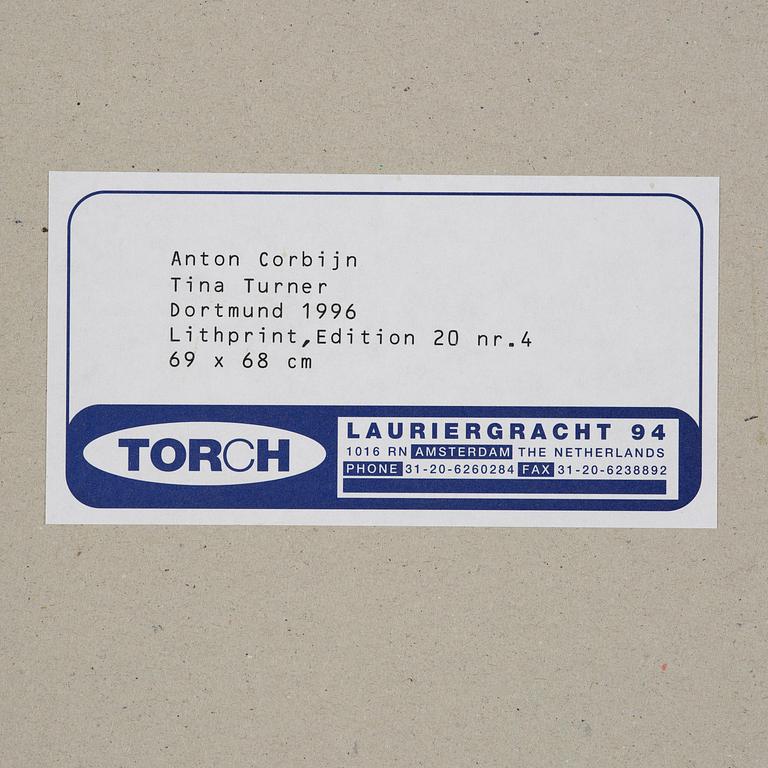 Anton Corbijn
Tina Turner
Dortmund 1996
Lithprint,Edition 20 nr.4
69 x 68 cm
TORCH
LAURIERGRACHT 94
1016 RN AMSTERDAM THE NETHERLANDS
PHONE 31-20-6260284 FAX 31-20-6238892